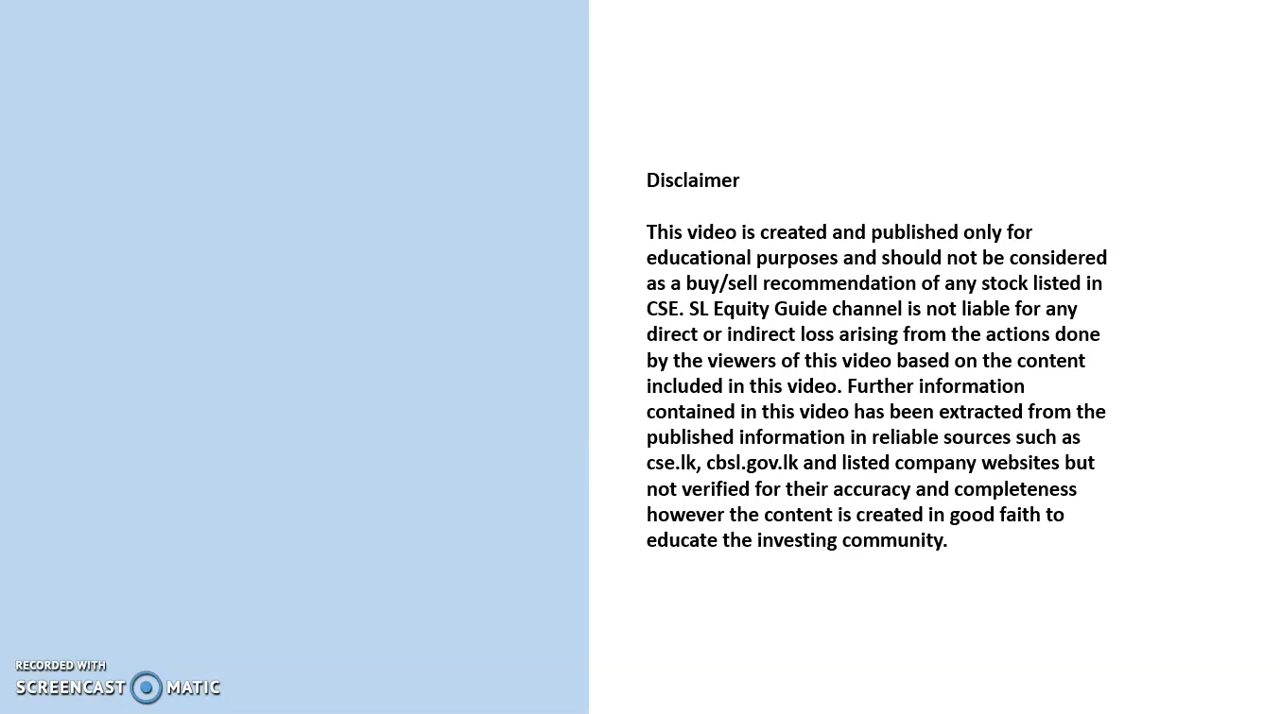 Disclaimer
This video is created and published only for
educational purposes and should not be considered
as a buy/sell recommendation of any stock listed in
CSE. SL Equity Guide channel is not liable for any
direct or indirect loss arising from the actions done
by the viewers of this video based on the content
included in this video. Further information
contained in this video has been extracted from the
published information in reliable sources such as
cse.lk, cbsl.gov.lk and listed company websites but
not verified for their accuracy and completeness
however the content is created in good faith to
educate the investing community.
RECORDED WITH
SCREENCAST MATIC